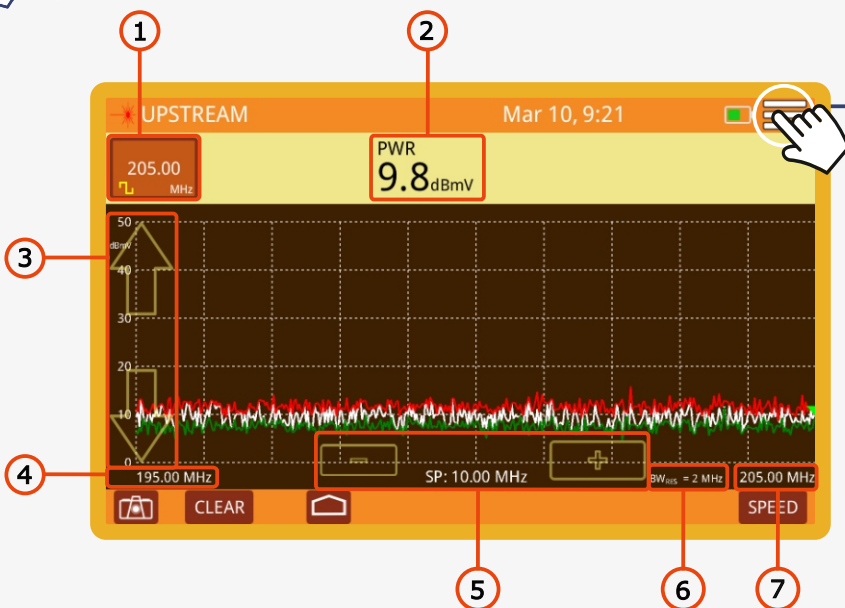 1
2
UPSTREAM
Mar 10, 9:21
PWR
205.00
MHz
9.8dBmV
50
dBmV
40
3
30
20
10
0
4
195.00 MHz
SP: 10.00 MHz
BWRES = 2 MHz
205.00 MHz
CLEAR
SPEED
5
6
7